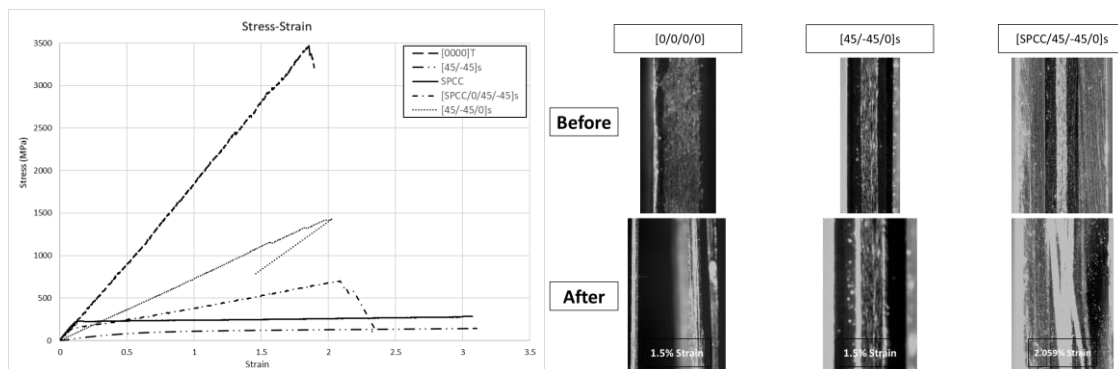 Stress-Strain
Stress (MPa)
3500
3000
2500
2000
1500
1000
500
0
0
0.5
1
1.5
2
2.5
3
3.5
Strain
[0000]T
[45/-45]s
SPCC
[SPCC/0/45/-45]s
[45/-45/0]s
[0/0/0/0]
[45/-45/0]s
[SPCC/45/-45/0]s
Before
After
1.5% Strain
1.5% Strain
2.059% Strain